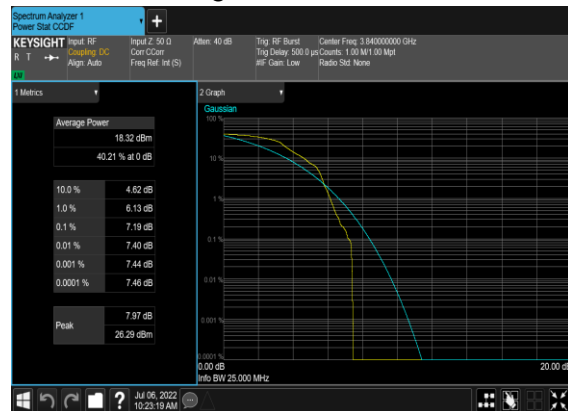 Spectrum Analyzer 1
Power Stat CCDF
KEYSIGHT
R T
LW
Input: RF
Coupling: DC
Align: Auto
Input Z: 50 Ω
Corr CCorr
Freq Ref: Int (S)
Atten: 40 dB
Trig: RF Burst
Trig Delay: 500.0 µs
#IF Gain: Low
Center Freq: 3.840000000 GHz
Counts: 1.00 M/1.00 Mpt
Radio Std: None
1 Metrics
Average Power
18.32 dBm
40.21 % at 0 dB
10.0 % 4.62 dB
1.0 % 6.13 dB
0.1 % 7.19 dB
0.01 % 7.40 dB
0.001 % 7.44 dB
0.0001 % 7.46 dB
Peak
7.97 dB
26.29 dBm
2 Graph
Gaussian
100 %
10 %
1 %
0.1 %
0.01 %
0.001 %
0.0001 %
0.00 dB
20.00 dB
Info BW 25.000 MHz
?
Jul 06, 2022
10:23:19 AM